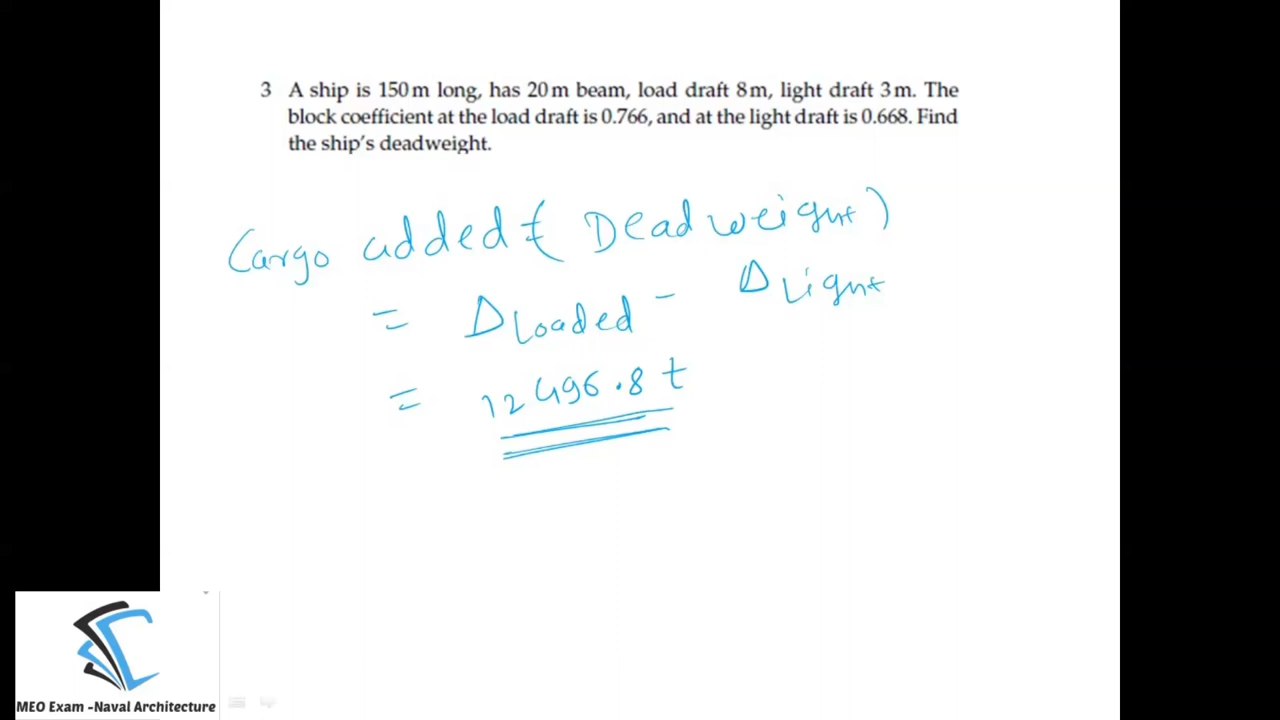 3 A ship is 150 m long, has 20 m beam, load draft 8 m, light draft 3 m. The
block coefficient at the load draft is 0.766, and at the light draft is 0.668. Find
the ship's deadweight.
Cargo added ( Deadweight )
= Δ Loaded - Δ Light
= 12496.8 t
MEO Exam -Naval Architecture